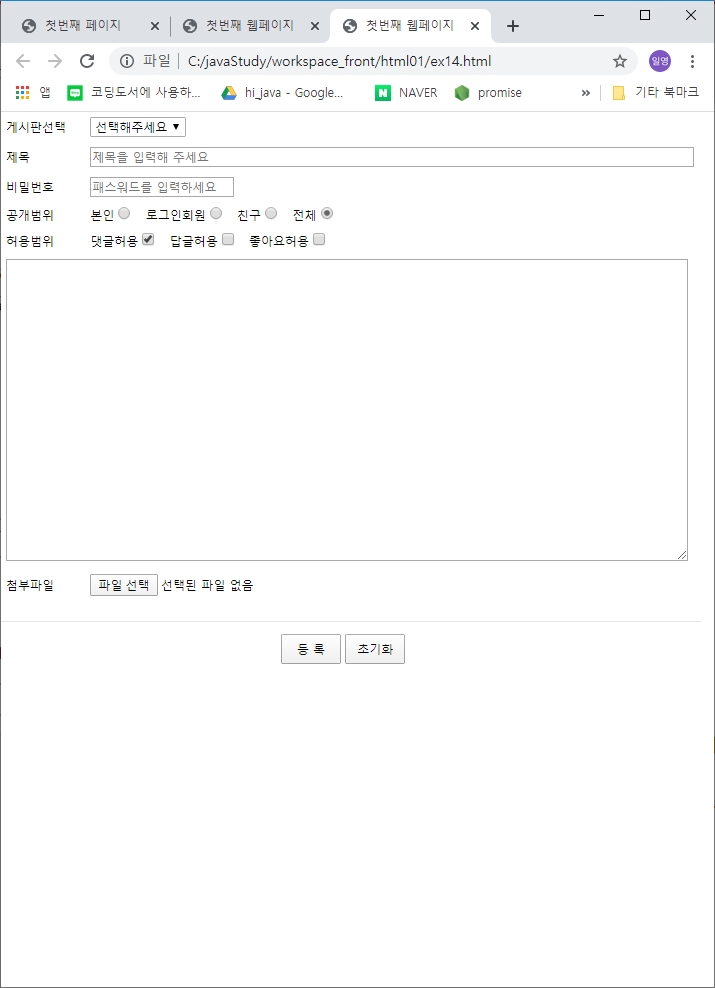 첫번째 페이지 첫번째 웹페이지 첫번째 웹페이지
파일 C:/javaStudy/workspace_front/html01/ex14.html 일영
앱 코딩도서에 사용하... hi_java - Google... NAVER promise » 기타 북마크
게시판선택 선택해주세요
제목 제목을 입력해 주세요
비밀번호 패스워드를 입력하세요
공개범위 본인 로그인회원 친구 전체
허용범위 댓글허용 답글허용 좋아요허용
첨부파일 파일 선택 선택된 파일 없음
등 록 초기화